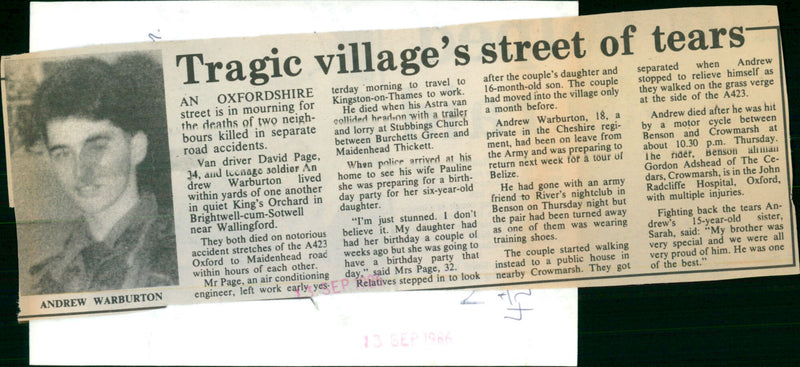 Tragic village's street of tears
AN OXFORDSHIRE
street is in mourning for
the deaths of two neigh-
bours killed in separate
road accidents.
Van driver David Page,
34, and teenage soldier An
drew Warburton lived
within yards of one another
in quiet King's Orchard in
Brightwell-cum-Sotwell
near Wallingford.
They both died on notorious
accident stretches of the A423
Oxford to Maidenhead road
within hours of each other.
Mr Page, an air conditioning
engineer, left work early yes-
terday morning to travel to
Kingston-on-Thames to work.
He died when his Astra van
collided head-on with a trailer
and lorry at Stubbings Church
between Burchetts Green and
Maidenhead Thickett.
When police arrived at his
home to see his wife Pauline
she was preparing for a birth-
day party for her six-year-old
daughter.
"I'm just stunned. I don't
believe it. My daughter had
had her birthday a couple of
weeks ago but she was going to
have a birthday party that
day," said Mrs Page, 32.
Relatives stepped in to look
after the couple's daughter and
16-month-old son. The couple
had moved into the village only
a month before.
Andrew Warburton, 18, a
private in the Cheshire regi-
ment, had been on leave from
the Army and was preparing to
return next week for a tour of
Belize.
He had gone with an army
friend to River's nightclub in
Benson on Thursday night but
the pair had been turned away
as one of them was wearing
training shoes.
The couple started walking
instead to a public house in
nearby Crowmarsh. They got
separated when Andrew
stopped to relieve himself as
they walked on the grass verge
at the side of the A423.
Andrew died after he was hit
by a motor cycle between
Benson and Crowmarsh at
about 10.30 p.m. Thursday.
The rider, Benson airman
Gordon Adshead of The Ce-
dars, Crowmarsh, is in the John
Radcliffe Hospital, Oxford,
with multiple injuries.
Fighting back the tears An-
drew's 15-year-old sister,
Sarah, said: "My brother was
very special and we were all
very proud of him. He was one
of the best."
ANDREW WARBURTON
13 SEP 1986
13 SEP 1986